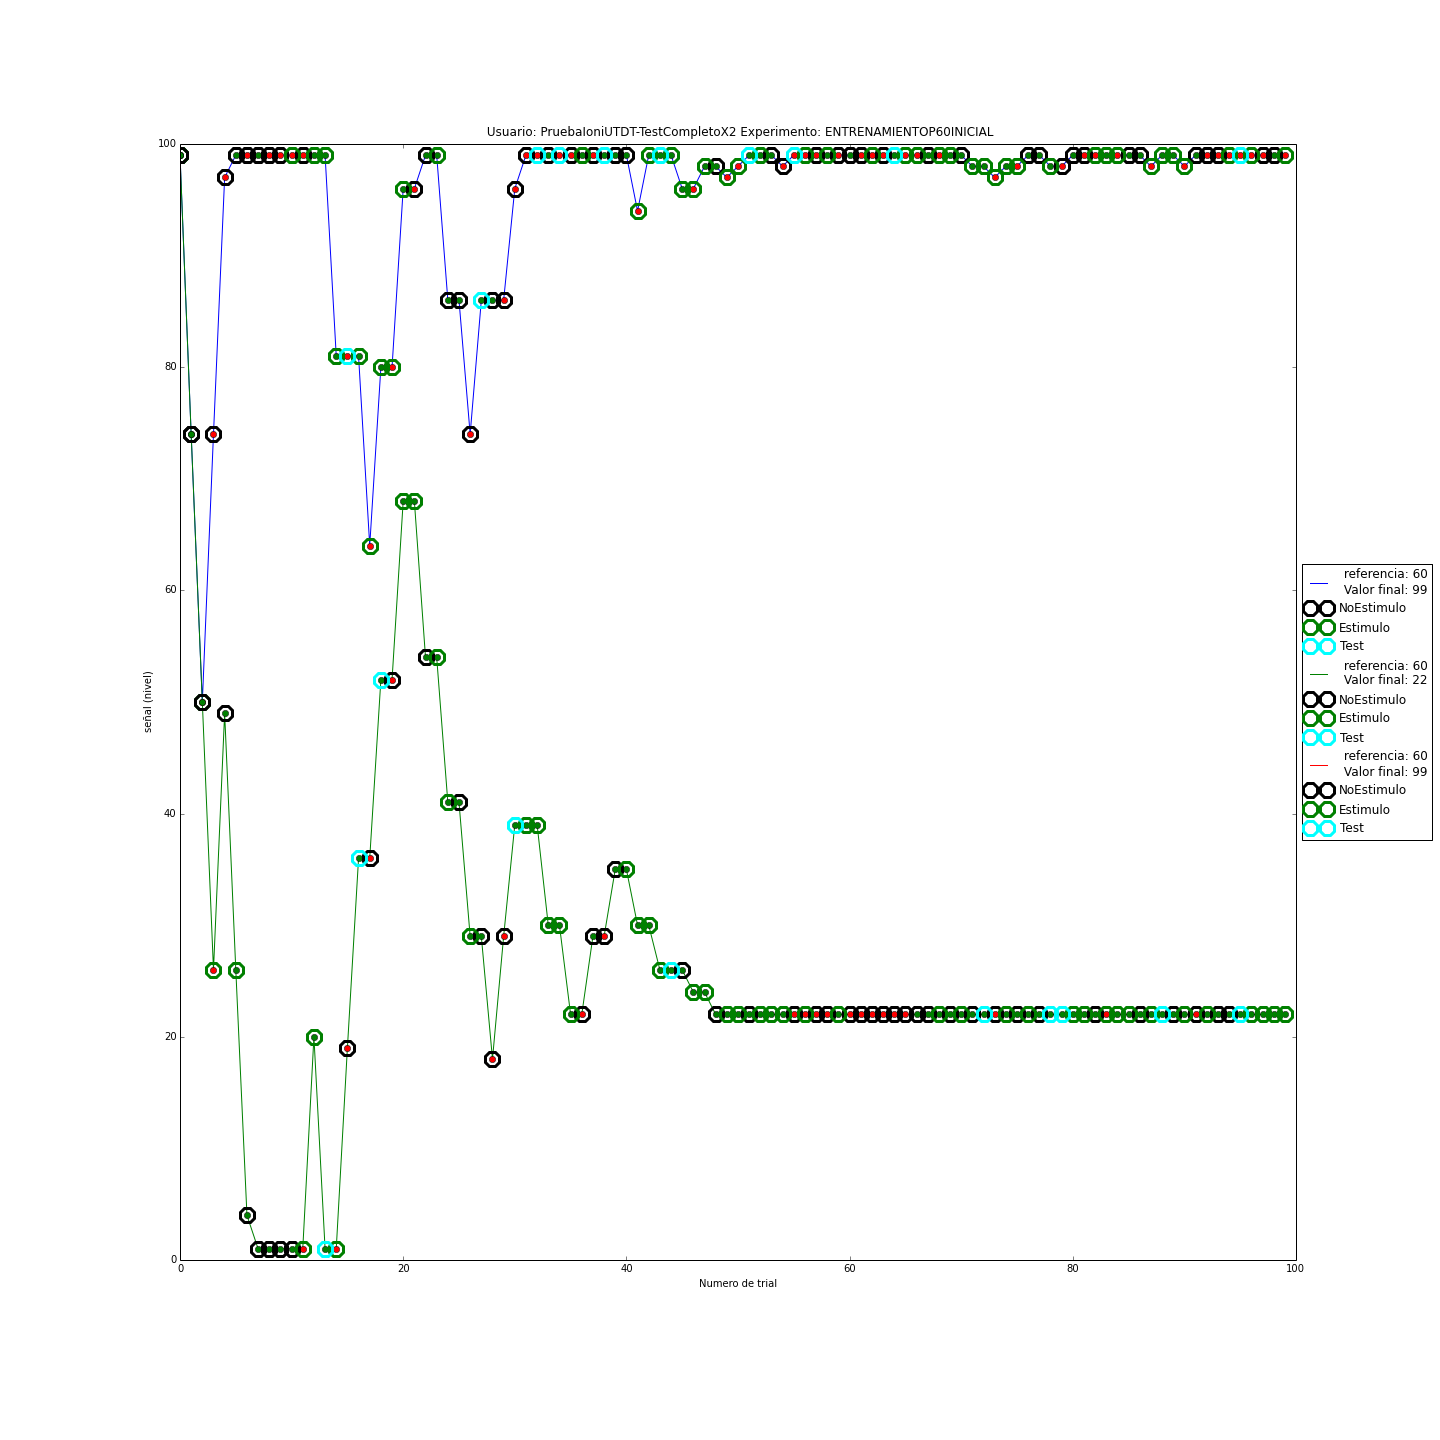 Usuario: PruebaIoniUTDT-TestCompletoX2 Experimento: ENTRENAMIENTOP60INICIAL
100
80
60
40
20
0
señal (nivel)
0 20 40 60 80 100
Numero de trial
referencia: 60
Valor final: 99
NoEstimulo
Estimulo
Test
referencia: 60
Valor final: 22
NoEstimulo
Estimulo
Test
referencia: 60
Valor final: 99
NoEstimulo
Estimulo
Test